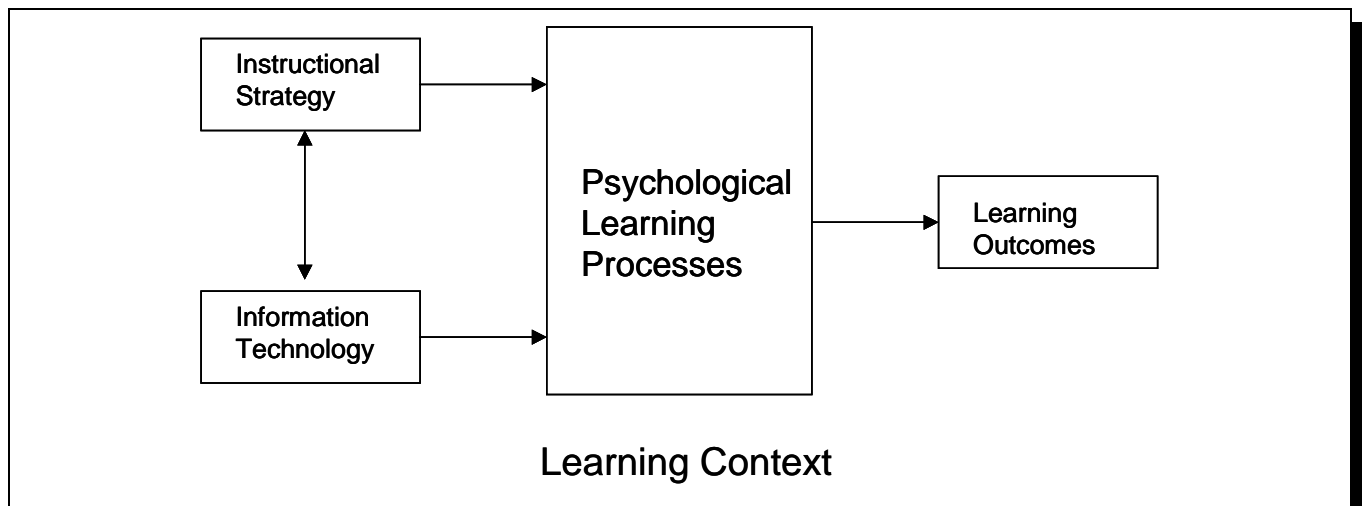 Instructional
Strategy
Psychological
Learning
Processes
Learning
Outcomes
Information
Technology
Learning Context